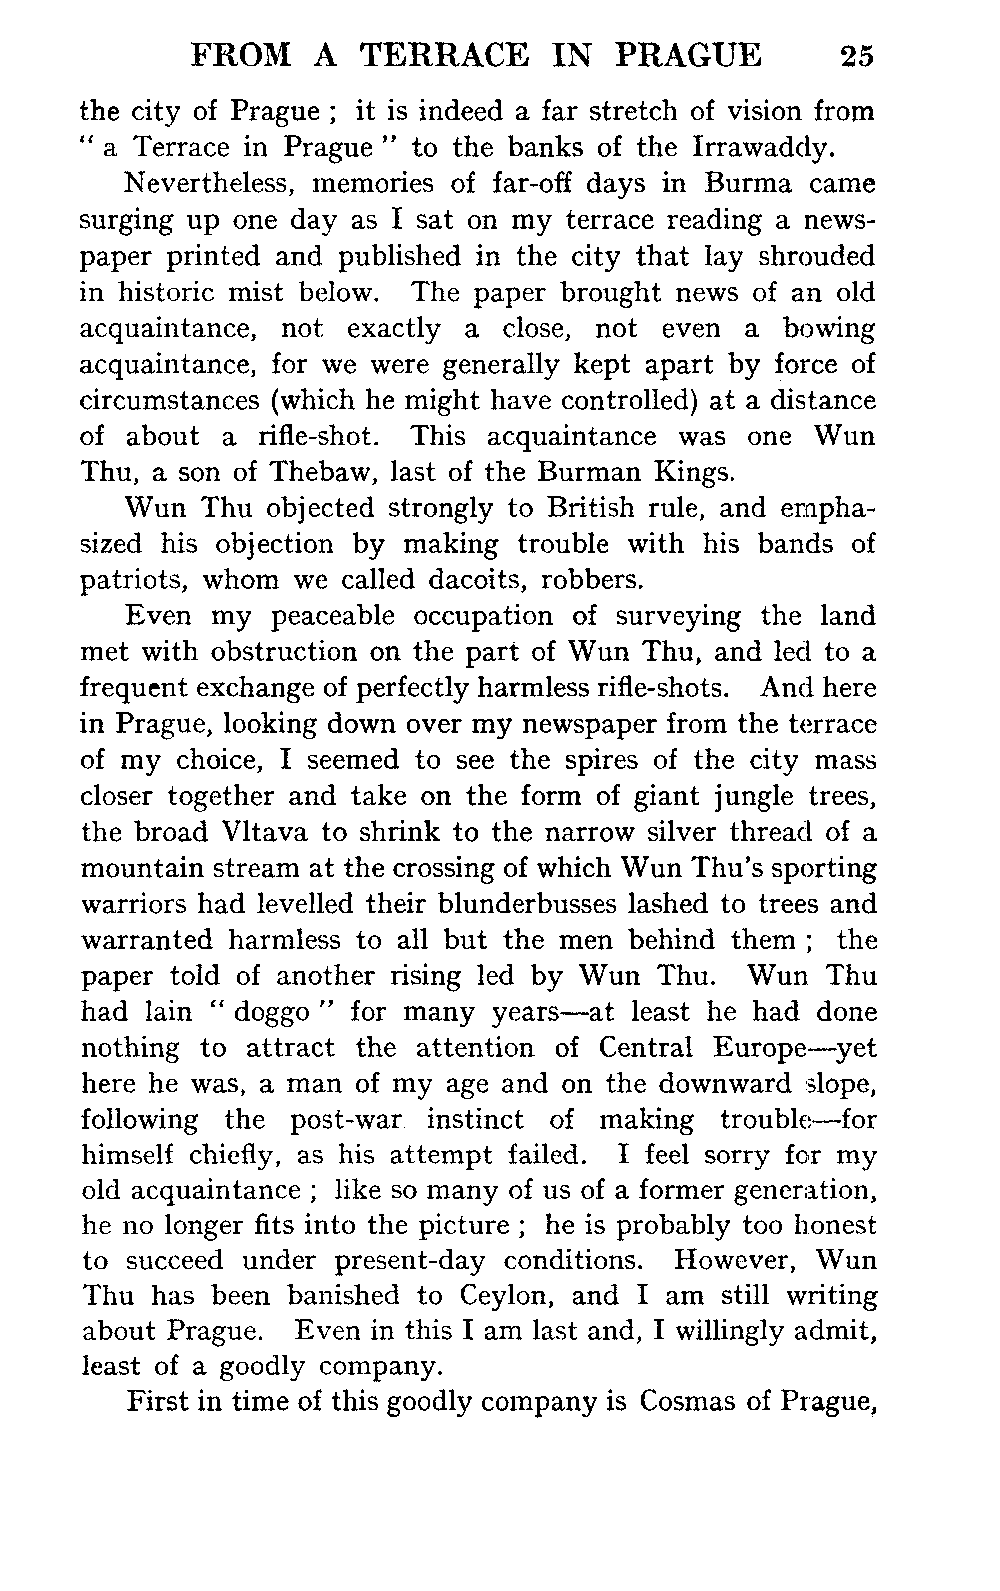 FROM A TERRACE IN PRAGUE 25
the city of Prague ; it is indeed a far stretch of vision from
“ a Terrace in Prague ” to the banks of the Irrawaddy.
Nevertheless, memories of far-off days in Burma came
surging up one day as I sat on my terrace reading a news-
paper printed and published in the city that lay shrouded
in historic mist below. The paper brought news of an old
acquaintance, not exactly a close, not even a bowing
acquaintance, for we were generally kept apart by force of
circumstances (which he might have controlled) at a distance
of about a rifle-shot. This acquaintance was one Wun
Thu, a son of Thebaw, last of the Burman Kings.
Wun Thu objected strongly to British rule, and empha-
sized his objection by making trouble with his bands of
patriots, whom we called dacoits, robbers.
Even my peaceable occupation of surveying the land
met with obstruction on the part of Wun Thu, and led to a
frequent exchange of perfectly harmless rifle-shots. And here
in Prague, looking down over my newspaper from the terrace
of my choice, I seemed to see the spires of the city mass
closer together and take on the form of giant jungle trees,
the broad Vltava to shrink to the narrow silver thread of a
mountain stream at the crossing of which Wun Thu’s sporting
warriors had levelled their blunderbusses lashed to trees and
warranted harmless to all but the men behind them ; the
paper told of another rising led by Wun Thu. Wun Thu
had lain “ doggo ” for many years—at least he had done
nothing to attract the attention of Central Europe—yet
here he was, a man of my age and on the downward slope,
following the post-war instinct of making trouble—for
himself chiefly, as his attempt failed. I feel sorry for my
old acquaintance ; like so many of us of a former generation,
he no longer fits into the picture ; he is probably too honest
to succeed under present-day conditions. However, Wun
Thu has been banished to Ceylon, and I am still writing
about Prague. Even in this I am last and, I willingly admit,
least of a goodly company.
First in time of this goodly company is Cosmas of Prague,